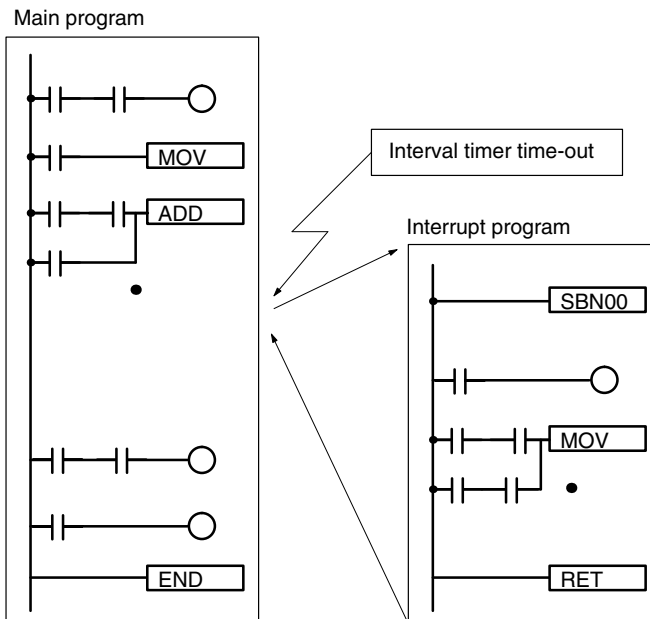 Main program
MOV
ADD
Interval timer time-out
Interrupt program
SBN00
MOV
END
RET